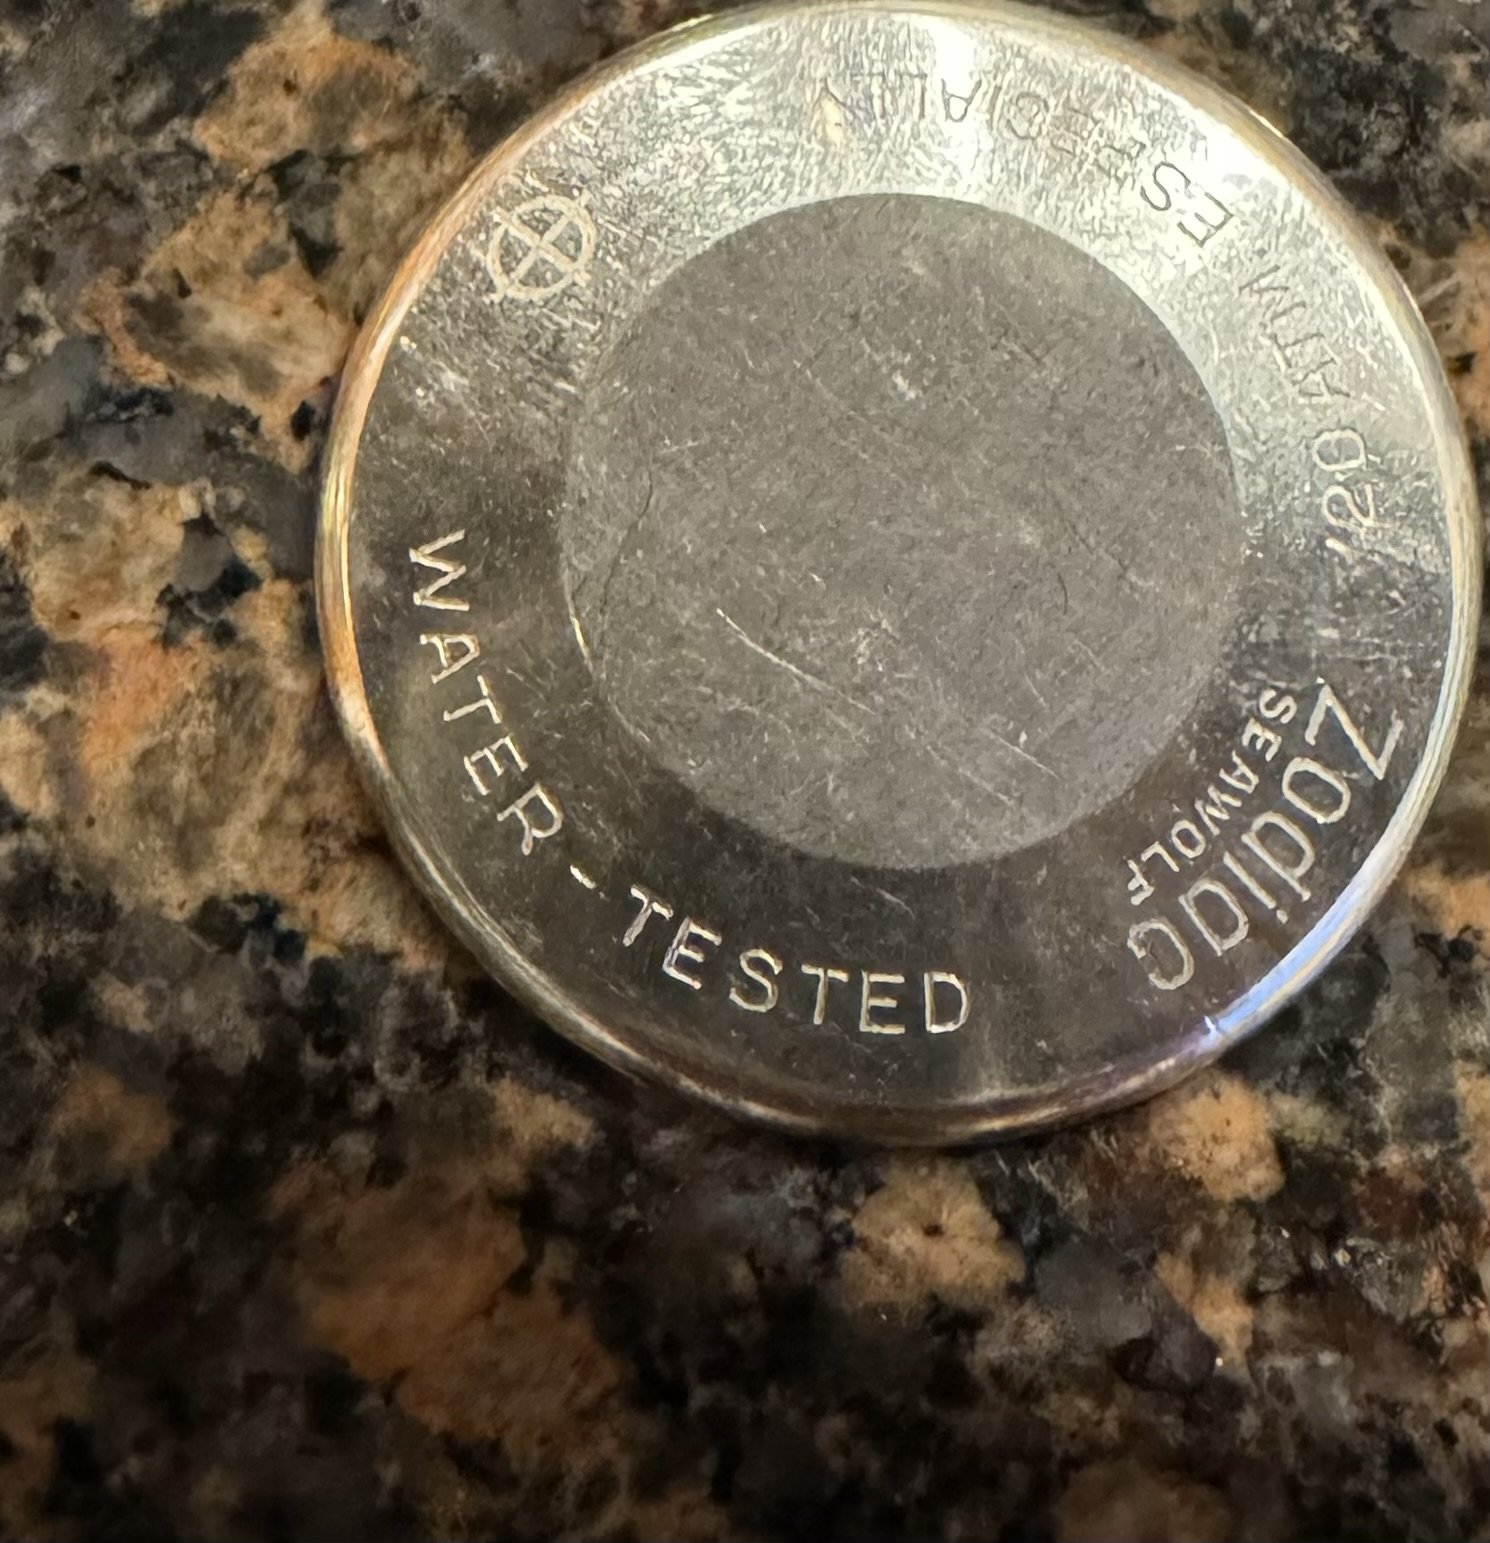 Zodiac
SEAWOLF
ESPECIALLY
WATER-TESTED
20 ATM